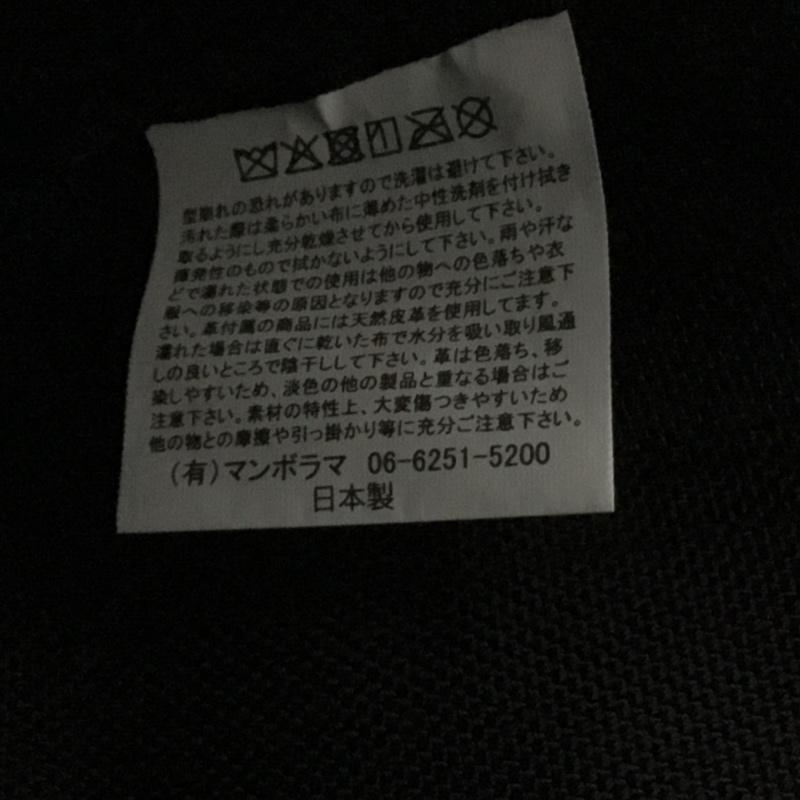 型崩れの恐れがありますので洗濯は避けて下さい。
汚れた際は柔らかい布に薄めた中性洗剤を付け拭き
取るようにし充分乾燥させてから使用して下さい。
揮発性のもので拭かないようにして下さい。雨や汗な
どで濡れた状態での使用は他の物への色落ちや衣
服への移染等の原因となりますので充分にご注意下
さい。革付属の商品には天然皮革を使用してます。
濡れた場合は直ぐに乾いた布で水分を吸い取り風通
しの良いところで陰干しして下さい。革は色落ち、移
染しやすいため、淡色の他の製品と重なる場合はご
注意下さい。素材の特性上、大変傷つきやすいため
他の物との摩擦や引っ掛かり等に充分ご注意下さい。
(有)マンボラマ 06-6251-5200
日本製